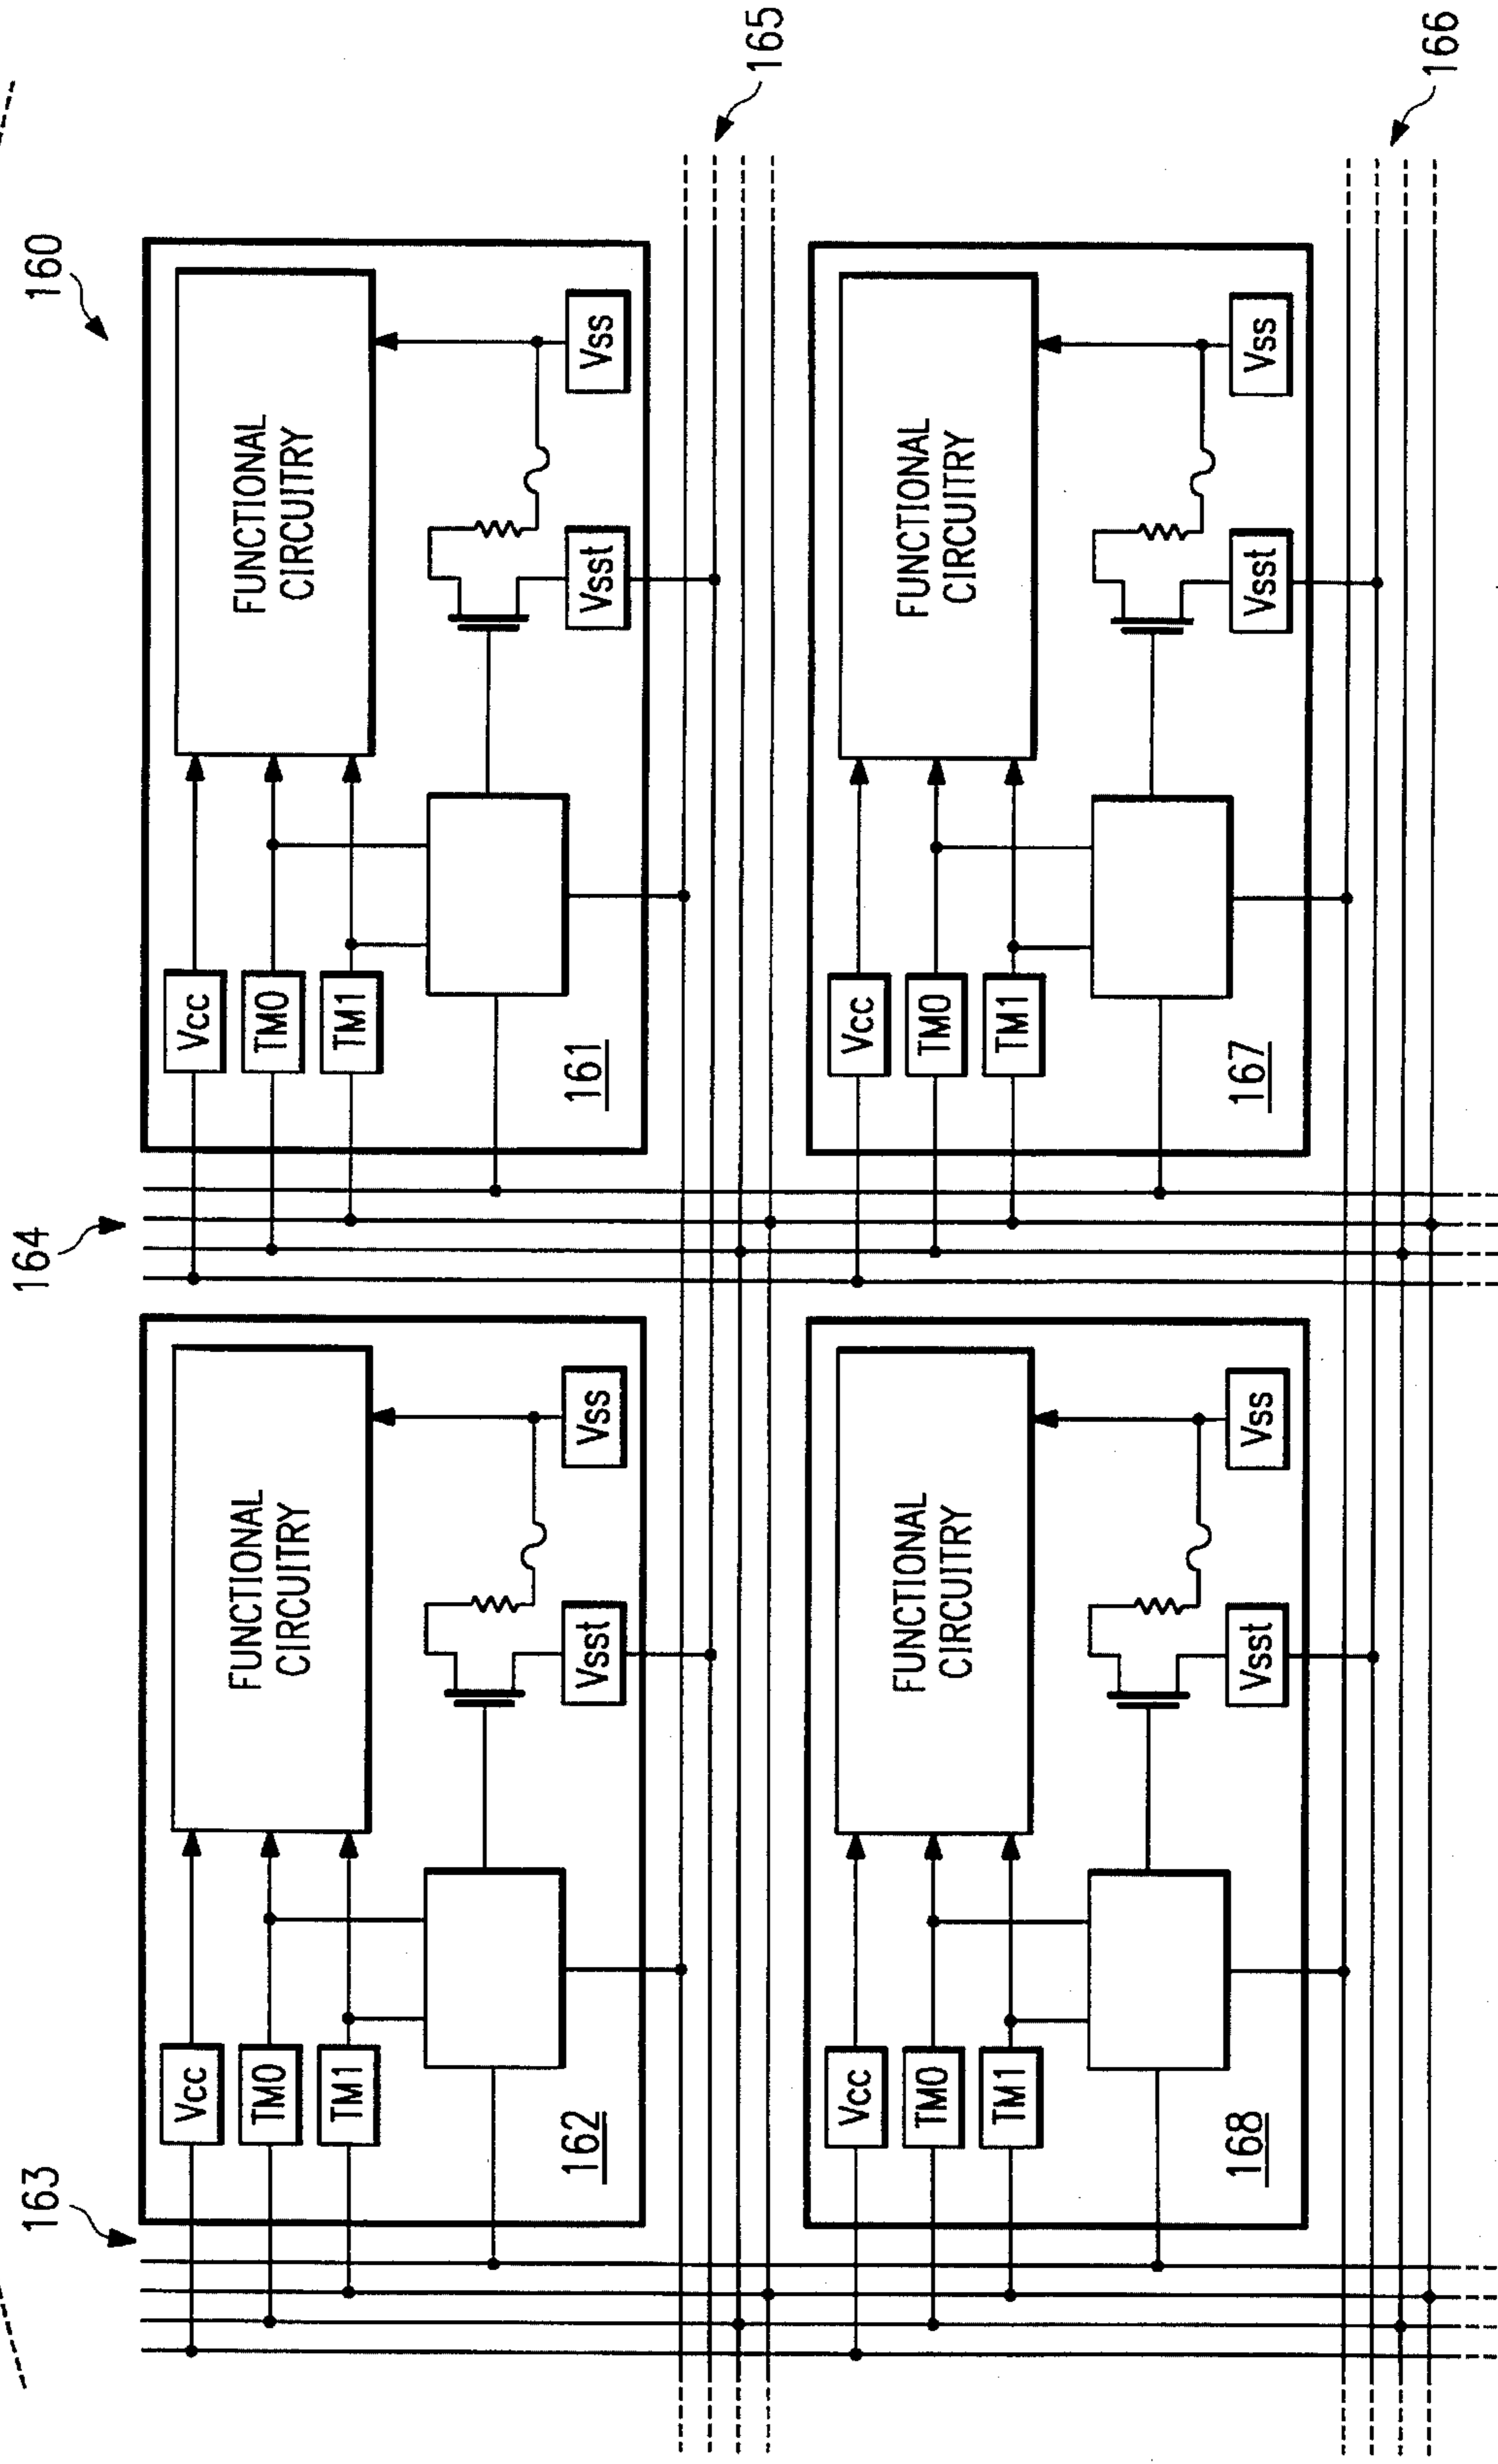 160
163
164
165
166
Vcc
TM0
TM1
FUNCTIONAL
CIRCUITRY
Vsst
Vss
162
Vcc
TM0
TM1
FUNCTIONAL
CIRCUITRY
Vsst
Vss
161
Vcc
TM0
TM1
FUNCTIONAL
CIRCUITRY
Vsst
Vss
168
Vcc
TM0
TM1
FUNCTIONAL
CIRCUITRY
Vsst
Vss
167